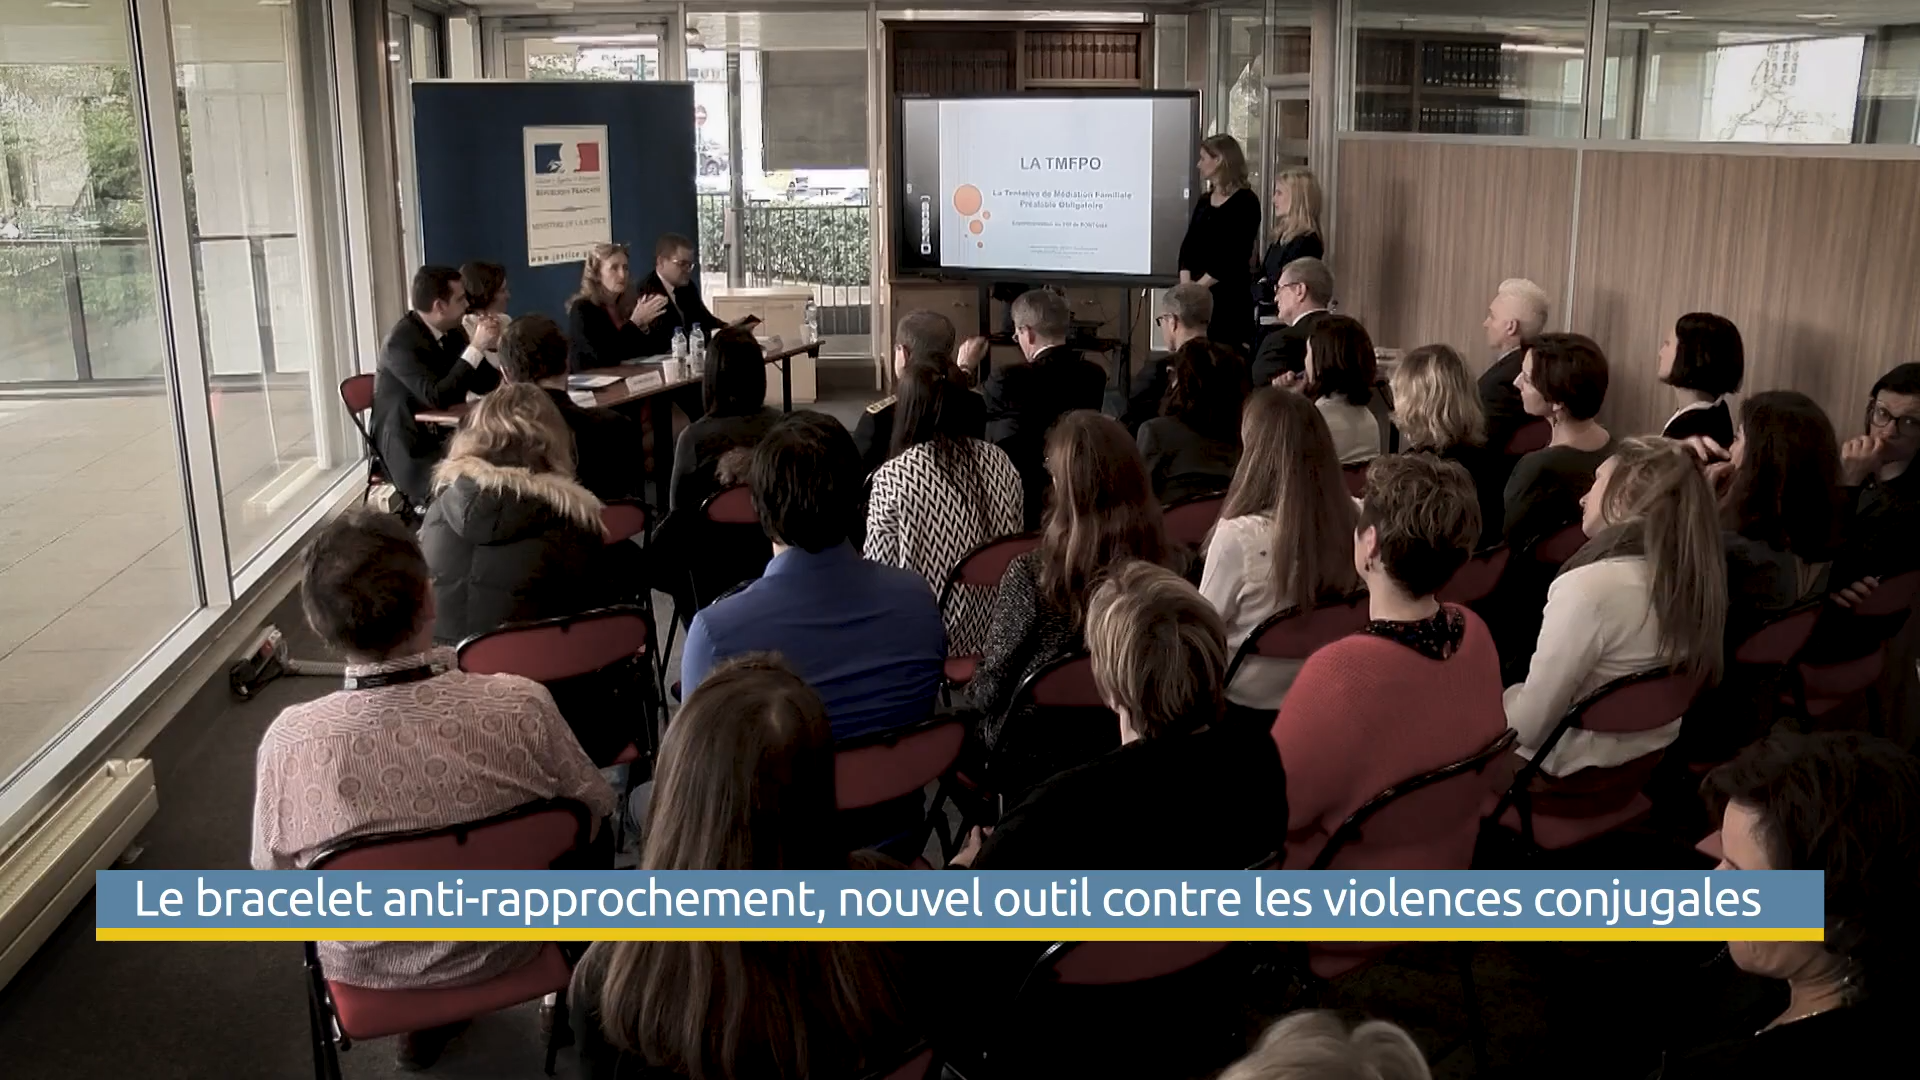 RÉPUBLIQUE FRANÇAISE
MINISTÈRE DE LA JUSTICE
LA TMFPO
La Tentative de Médiation Familiale
Préalable Obligatoire
Le bracelet anti-rapprochement, nouvel outil contre les violences conjugales